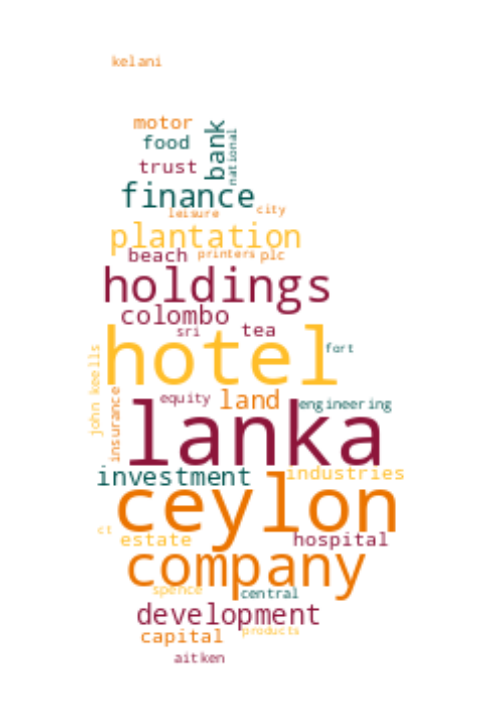 kelani
motor
food
bank
national
trust
finance
leisure
city
plantation
beach
printers
plc
holdings
colombo
sri
tea
hotel
fort
john keells
insurance
equity
land
engineering
lanka
investment
industries
ceylon
ct
estate
hospital
company
spence
central
development
products
capital
aitken